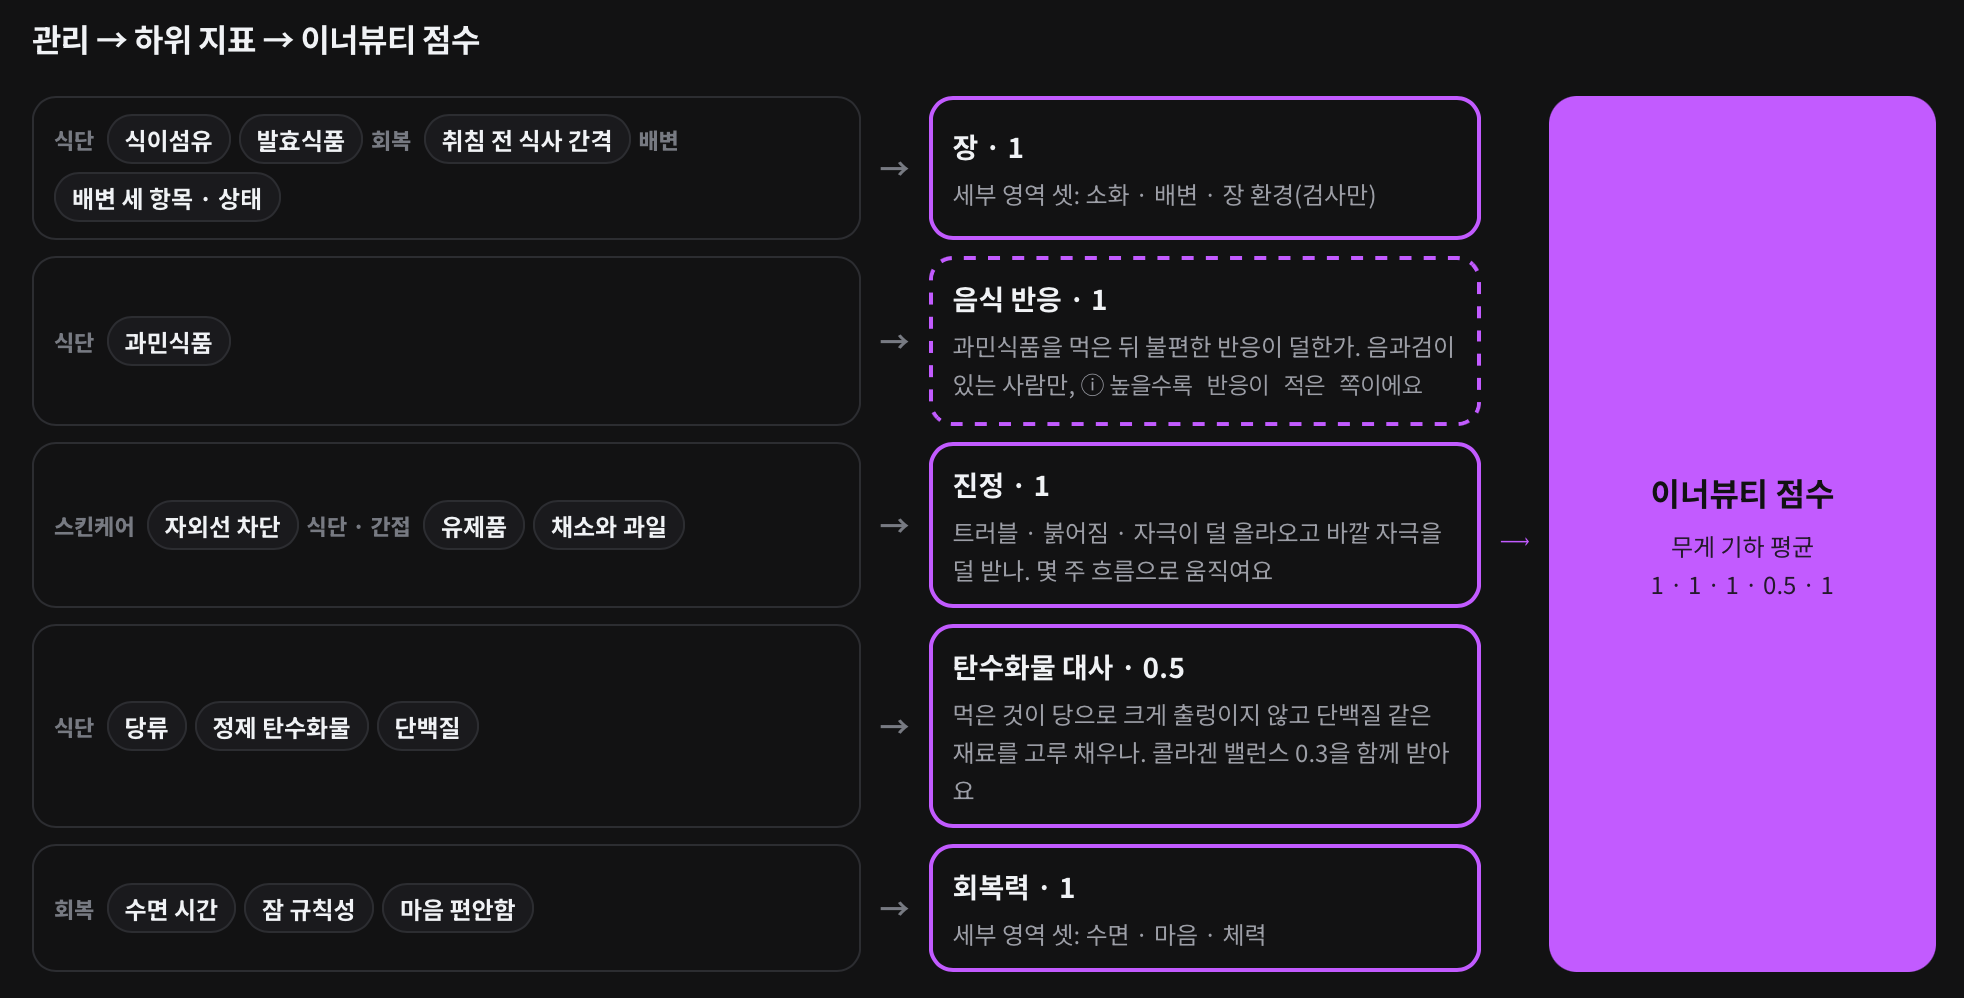 관리 → 하위 지표 → 이너뷰티 점수
식단 식이섬유 발효식품 회복 취침 전 식사 간격 배변
배변 세 항목 · 상태
→
장 · 1
세부 영역 셋: 소화 · 배변 · 장 환경(검사만)
식단 과민식품
→
음식 반응 · 1
과민식품을 먹은 뒤 불편한 반응이 덜한가. 음과검이
있는 사람만, ⓘ 높을수록 반응이 적은 쪽이에요
스킨케어 자외선 차단 식단 · 간접 유제품 채소와 과일
→
진정 · 1
트러블 · 붉어짐 · 자극이 덜 올라오고 바깥 자극을
덜 받나. 몇 주 흐름으로 움직여요
식단 당류 정제 탄수화물 단백질
→
탄수화물 대사 · 0.5
먹은 것이 당으로 크게 출렁이지 않고 단백질 같은
재료를 고루 채우나. 콜라겐 밸런스 0.3을 함께 받아
요
회복 수면 시간 잠 규칙성 마음 편안함
→
회복력 · 1
세부 영역 셋: 수면 · 마음 · 체력
→
이너뷰티 점수
무게 기하 평균
1 · 1 · 1 · 0.5 · 1